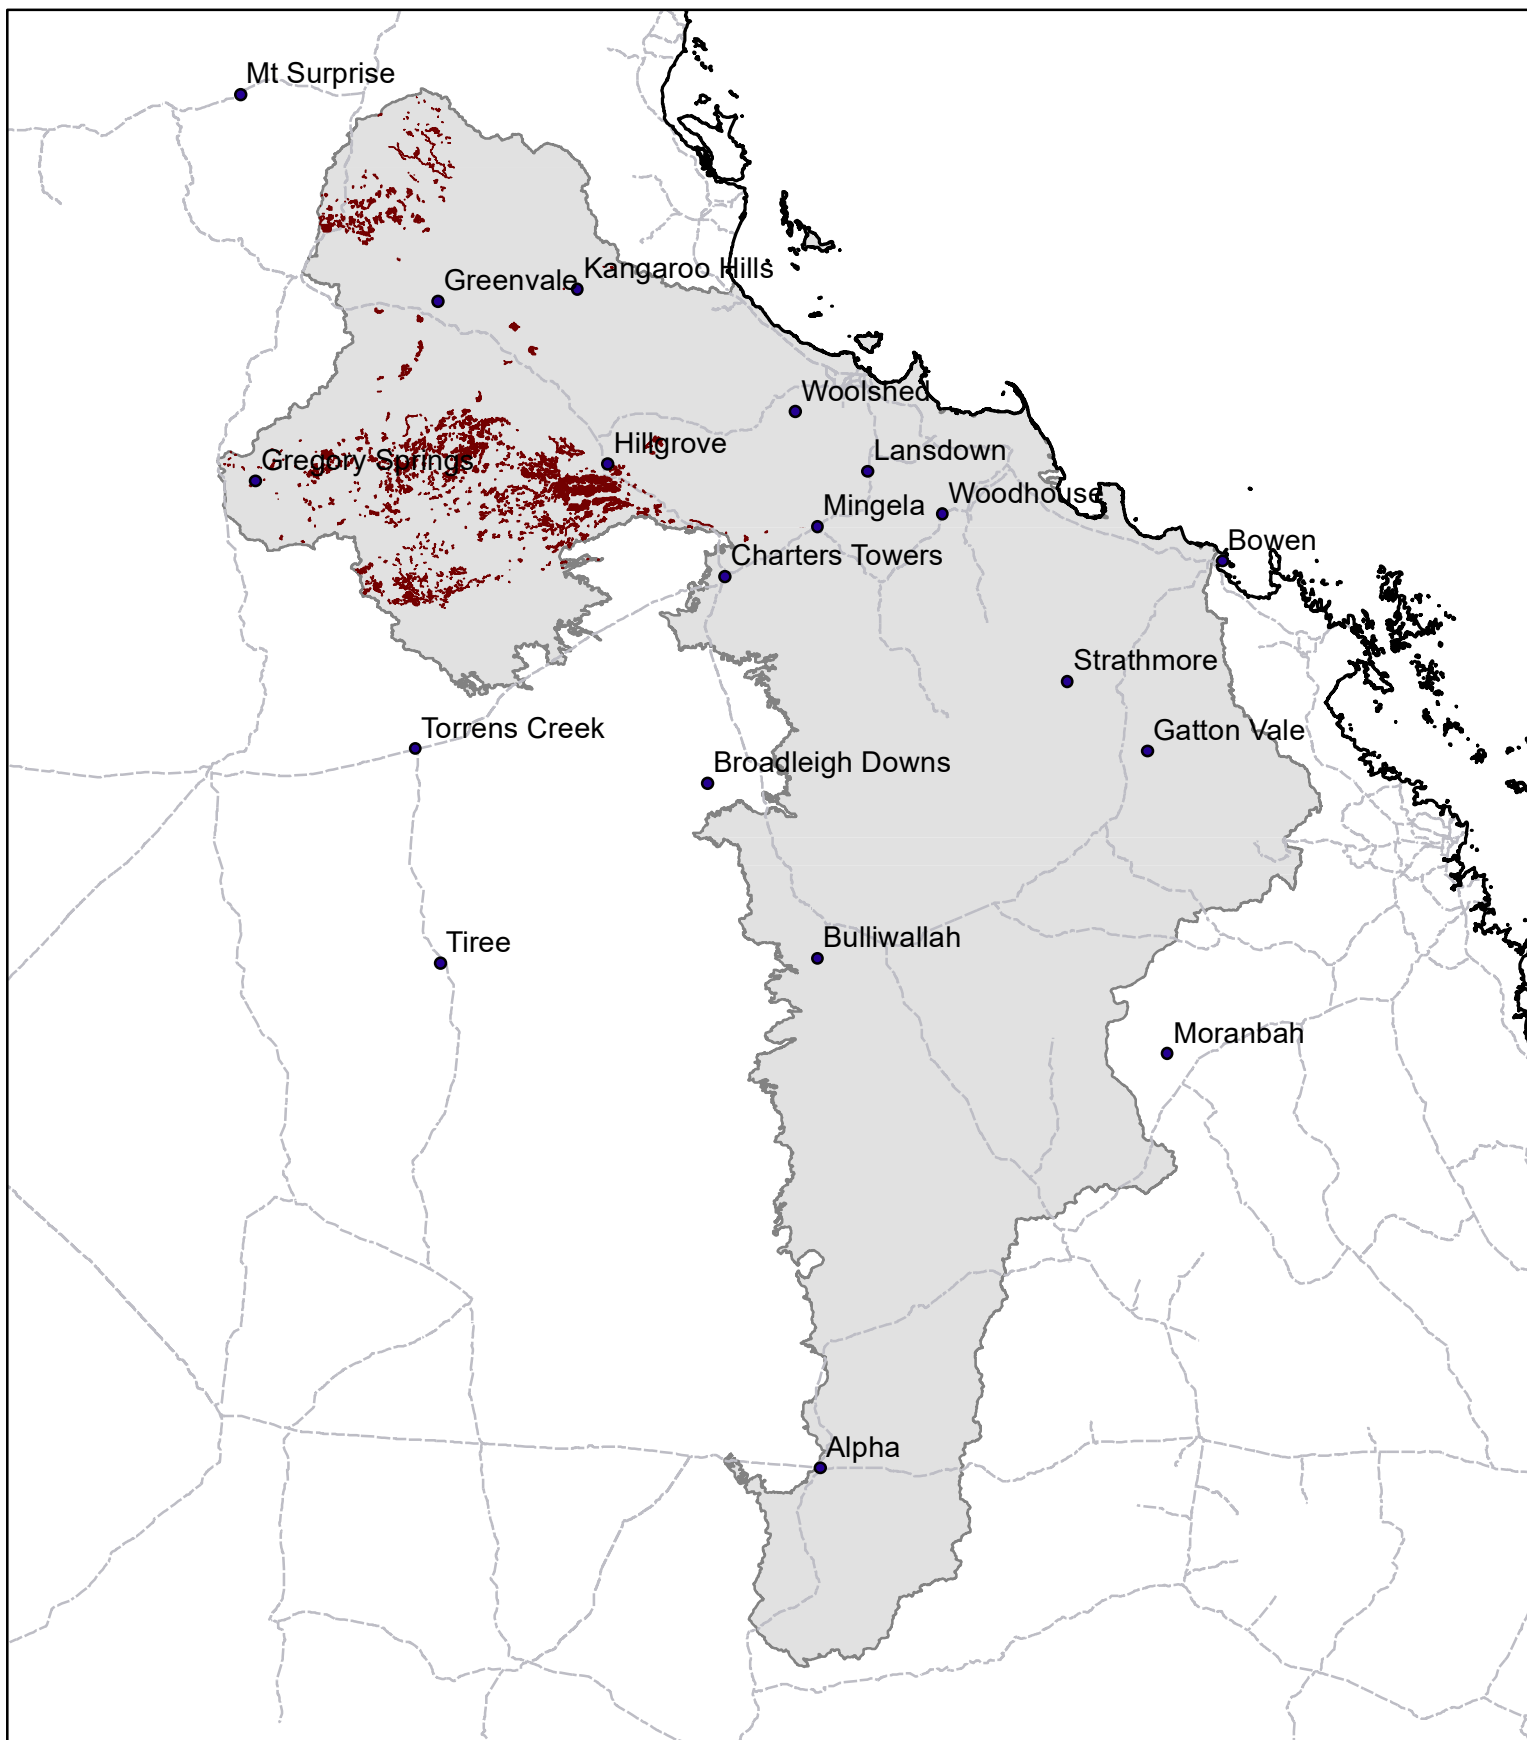 Mt Surprise
Kangaroo Hills
Greenvale
Woolshed
Hillgrove
Lansdown
Gregory Springs
Woodhouse
Mingela
Bowen
Charters Towers
Strathmore
Torrens Creek
Gatton Vale
Broadleigh Downs
Tiree
Bulliwallah
Moranbah
Alpha